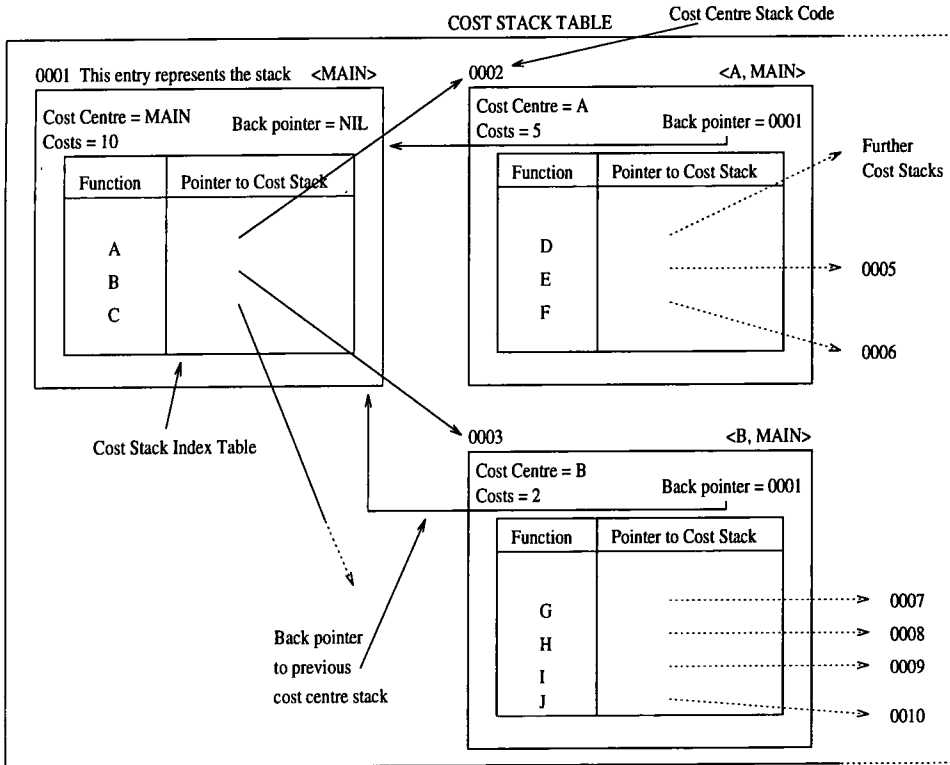 COST STACK TABLE
Cost Centre Stack Code
0001 This entry represents the stack <MAIN>
Cost Centre = MAIN
Costs = 10
Back pointer = NIL
Function
Pointer to Cost Stack
A
B
C
Cost Stack Index Table
0002
<A, MAIN>
Cost Centre = A
Costs = 5
Back pointer = 0001
Function
Pointer to Cost Stack
D
E
F
Further
Cost Stacks
0005
0006
0003
<B, MAIN>
Cost Centre = B
Costs = 2
Back pointer = 0001
Function
Pointer to Cost Stack
G
H
I
J
0007
0008
0009
0010
Back pointer
to previous
cost centre stack